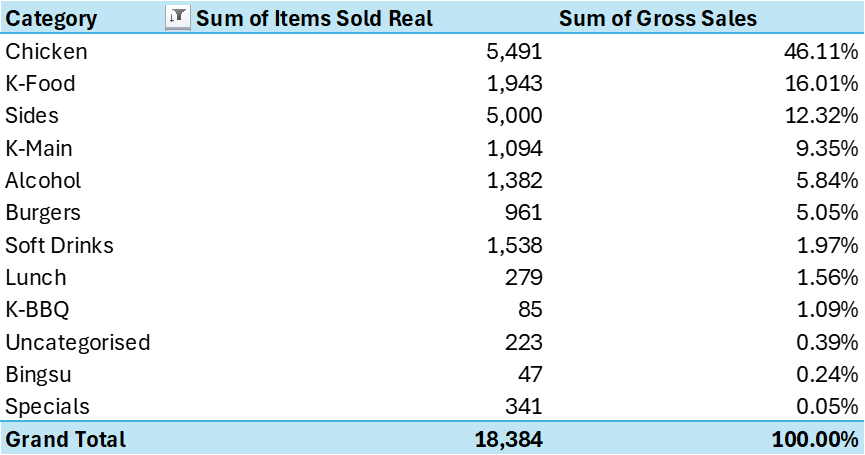 Category Sum of Items Sold Real Sum of Gross Sales
Chicken 5,491 46.11%
K-Food 1,943 16.01%
Sides 5,000 12.32%
K-Main 1,094 9.35%
Alcohol 1,382 5.84%
Burgers 961 5.05%
Soft Drinks 1,538 1.97%
Lunch 279 1.56%
K-BBQ 85 1.09%
Uncategorised 223 0.39%
Bingsu 47 0.24%
Specials 341 0.05%
Grand Total 18,384 100.00%